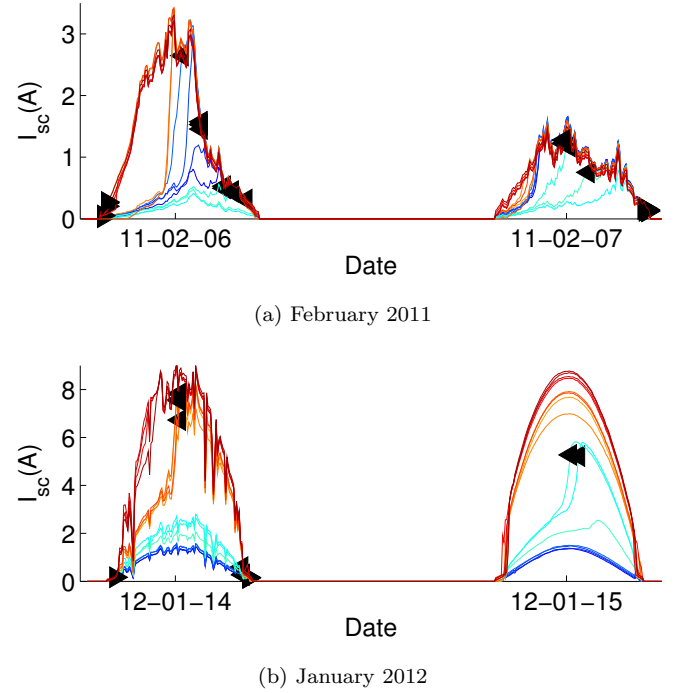 3
2
1
0
I_sc(A)
11-02-06
11-02-07
Date
(a) February 2011
8
6
4
2
0
I_sc(A)
12-01-14
12-01-15
Date
(b) January 2012